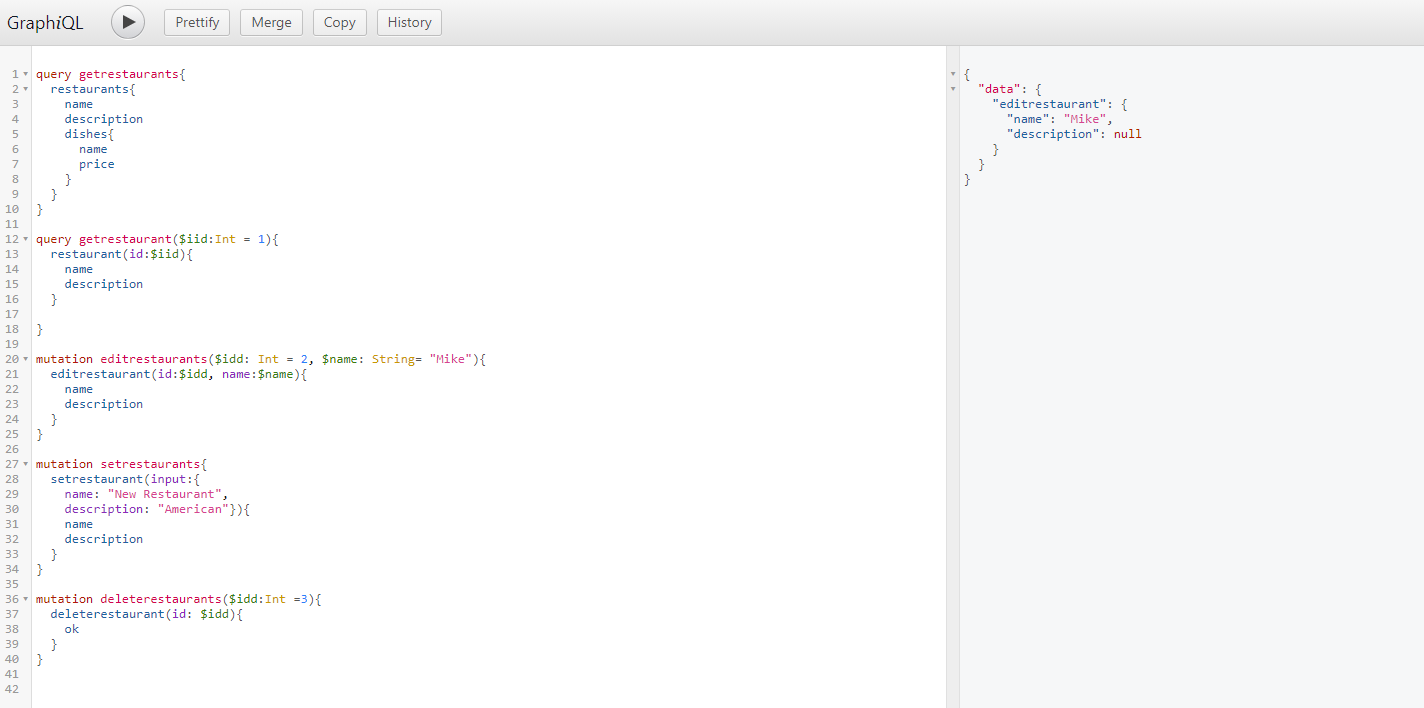 GraphiQL Prettify Merge Copy History
1 query getrestaurants{
2 restaurants{
3 name
4 description
5 dishes{
6 name
7 price
8 }
9 }
10 }
11
12 query getrestaurant($iid:Int = 1){
13 restaurant(id:$iid){
14 name
15 description
16 }
17
18 }
19
20 mutation editrestaurants($idd: Int = 2, $name: String= "Mike"){
21 editrestaurant(id:$idd, name:$name){
22 name
23 description
24 }
25 }
26
27 mutation setrestaurants{
28 setrestaurant(input:{
29 name: "New Restaurant",
30 description: "American"}){
31 name
32 description
33 }
34 }
35
36 mutation deleterestaurants($idd:Int =3){
37 deleterestaurant(id: $idd){
38 ok
39 }
40 }
41
42
{
"data": {
"editrestaurant": {
"name": "Mike",
"description": null
}
}
}